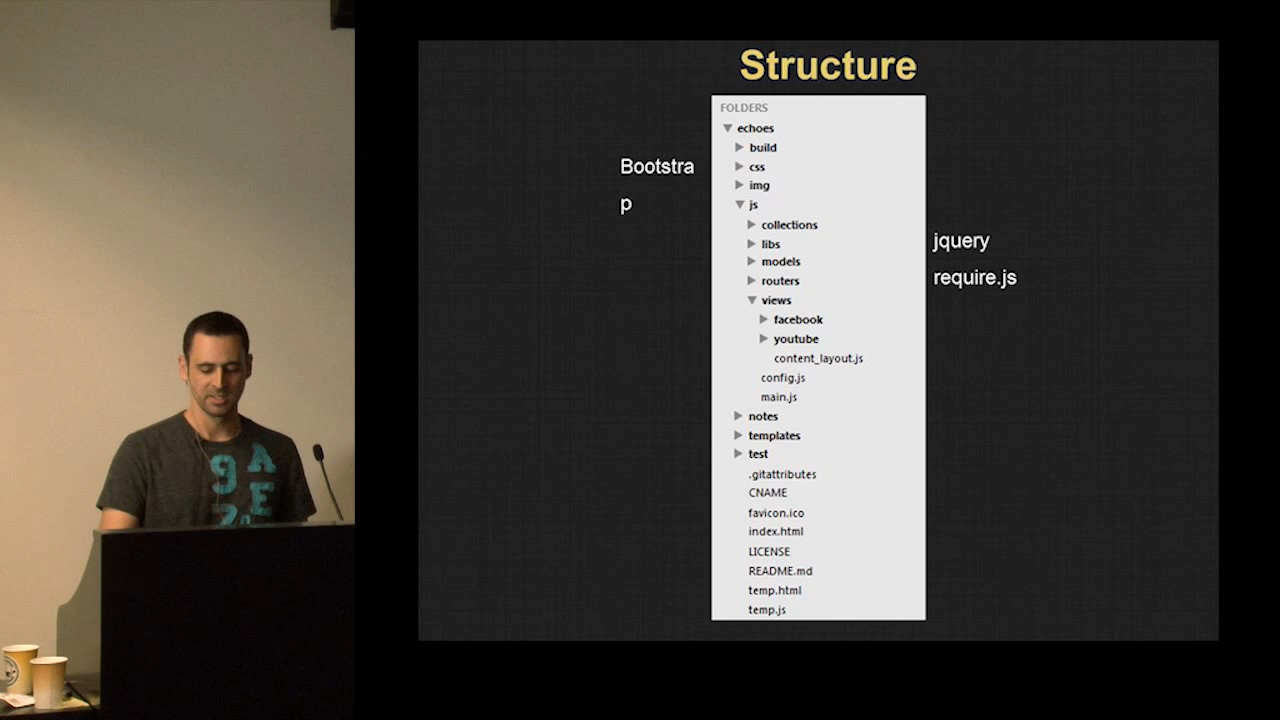 Structure
FOLDERS
echoes
build
css
img
js
collections
libs
models
routers
views
facebook
youtube
content_layout.js
config.js
main.js
notes
templates
test
.gitattributes
CNAME
favicon.ico
index.html
LICENSE
README.md
temp.html
temp.js
Bootstra
p
jquery
require.js
9 A
E